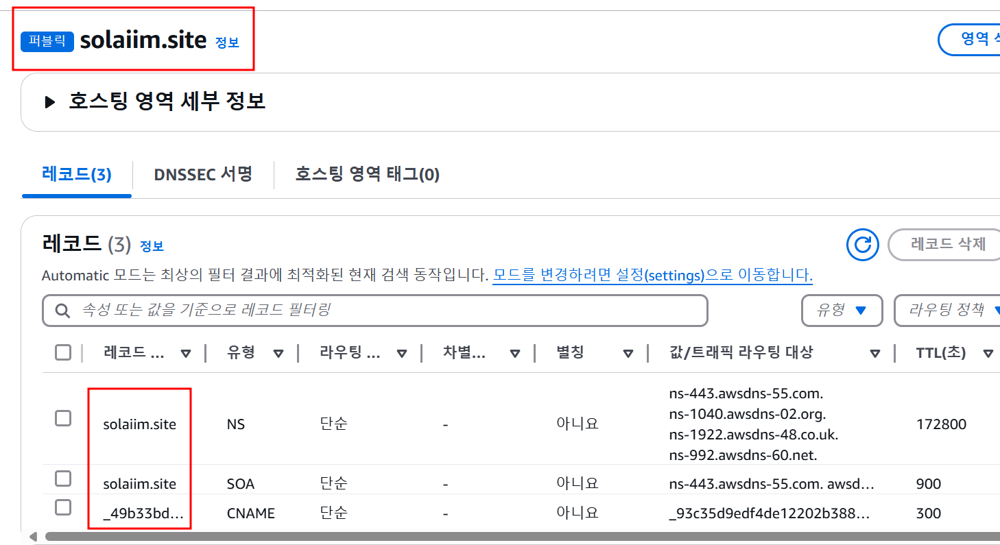 퍼블릭 solaiim.site 정보
영역
호스팅 영역 세부 정보
레코드(3) DNSSEC 서명 호스팅 영역 태그(0)
레코드 (3) 정보
레코드 삭제
Automatic 모드는 최상의 필터 결과에 최적화된 현재 검색 동작입니다. 모드를 변경하려면 설정(settings)으로 이동합니다.
속성 또는 값을 기준으로 레코드 필터링 유형 라우팅 정책
레코드 ... 유형 라우팅 ... 차별... 별칭 값/트래픽 라우팅 대상 TTL(초)
solaiim.site NS 단순 - 아니요 ns-443.awsdns-55.com. 172800
ns-1040.awsdns-02.org.
ns-1922.awsdns-48.co.uk.
ns-992.awsdns-60.net.
solaiim.site SOA 단순 - 아니요 ns-443.awsdns-55.com. awsd... 900
_49b33bd... CNAME 단순 - 아니요 _93c35d9edf4de12202b388... 300